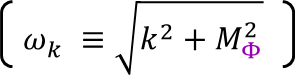 ( ω_k ≡ √(k² + M_Φ²) )